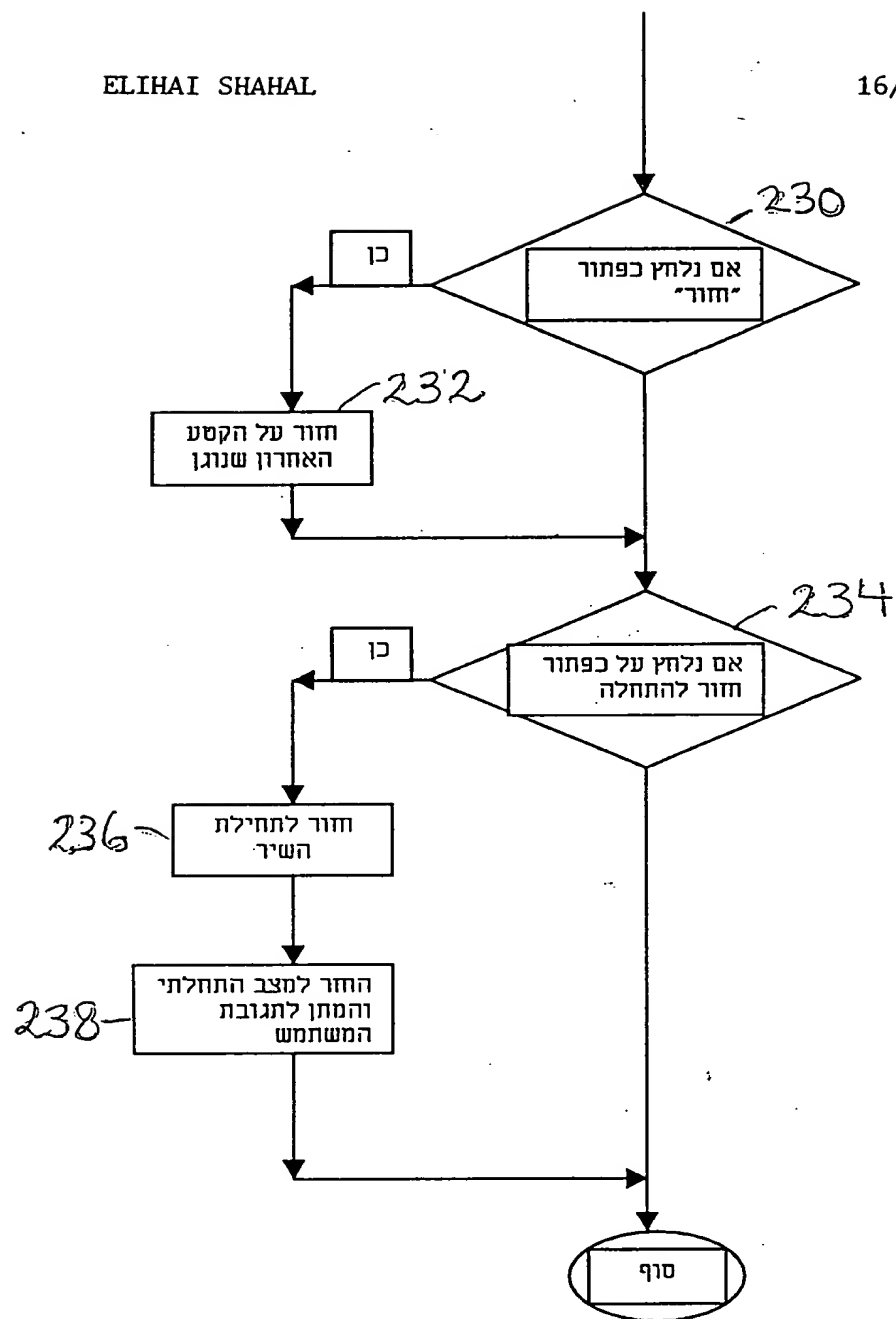 ELIHAI SHAHAL
16/
230
אם נלחץ כפתור
"חזור"
כן
232
חזור על הקטע
האחרון שנוגן
234
אם נלחץ על כפתור
חזור להתחלה
כן
236
חזור לתחילת
השיר
238
החזר למצב התחלתי
והמתן לתגובת
המשתמש
סוף